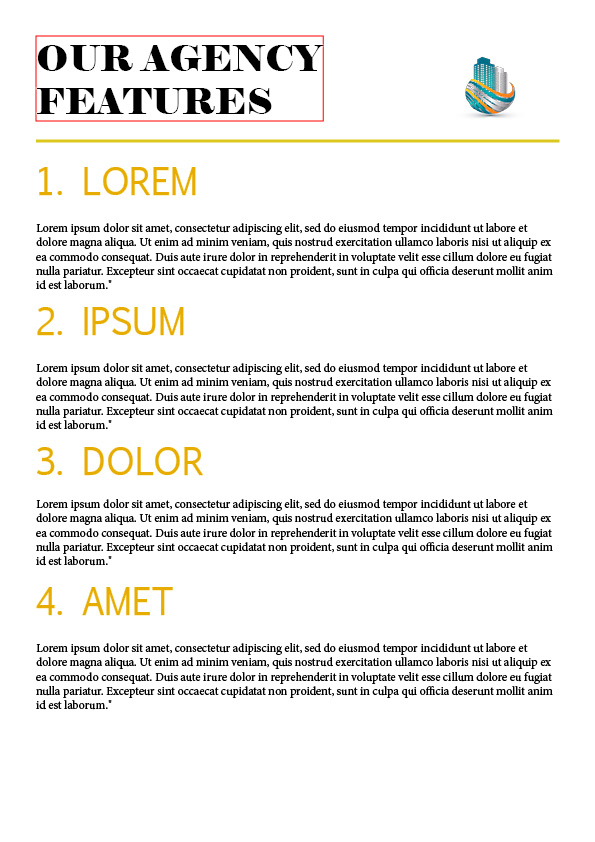 OUR AGENCY
FEATURES
1. LOREM
Lorem ipsum dolor sit amet, consectetur adipiscing elit, sed do eiusmod tempor incididunt ut labore et
dolore magna aliqua. Ut enim ad minim veniam, quis nostrud exercitation ullamco laboris nisi ut aliquip ex
ea commodo consequat. Duis aute irure dolor in reprehenderit in voluptate velit esse cillum dolore eu fugiat
nulla pariatur. Excepteur sint occaecat cupidatat non proident, sunt in culpa qui officia deserunt mollit anim
id est laborum."
2. IPSUM
Lorem ipsum dolor sit amet, consectetur adipiscing elit, sed do eiusmod tempor incididunt ut labore et
dolore magna aliqua. Ut enim ad minim veniam, quis nostrud exercitation ullamco laboris nisi ut aliquip ex
ea commodo consequat. Duis aute irure dolor in reprehenderit in voluptate velit esse cillum dolore eu fugiat
nulla pariatur. Excepteur sint occaecat cupidatat non proident, sunt in culpa qui officia deserunt mollit anim
id est laborum."
3. DOLOR
Lorem ipsum dolor sit amet, consectetur adipiscing elit, sed do eiusmod tempor incididunt ut labore et
dolore magna aliqua. Ut enim ad minim veniam, quis nostrud exercitation ullamco laboris nisi ut aliquip ex
ea commodo consequat. Duis aute irure dolor in reprehenderit in voluptate velit esse cillum dolore eu fugiat
nulla pariatur. Excepteur sint occaecat cupidatat non proident, sunt in culpa qui officia deserunt mollit anim
id est laborum."
4. AMET
Lorem ipsum dolor sit amet, consectetur adipiscing elit, sed do eiusmod tempor incididunt ut labore et
dolore magna aliqua. Ut enim ad minim veniam, quis nostrud exercitation ullamco laboris nisi ut aliquip ex
ea commodo consequat. Duis aute irure dolor in reprehenderit in voluptate velit esse cillum dolore eu fugiat
nulla pariatur. Excepteur sint occaecat cupidatat non proident, sunt in culpa qui officia deserunt mollit anim
id est laborum."